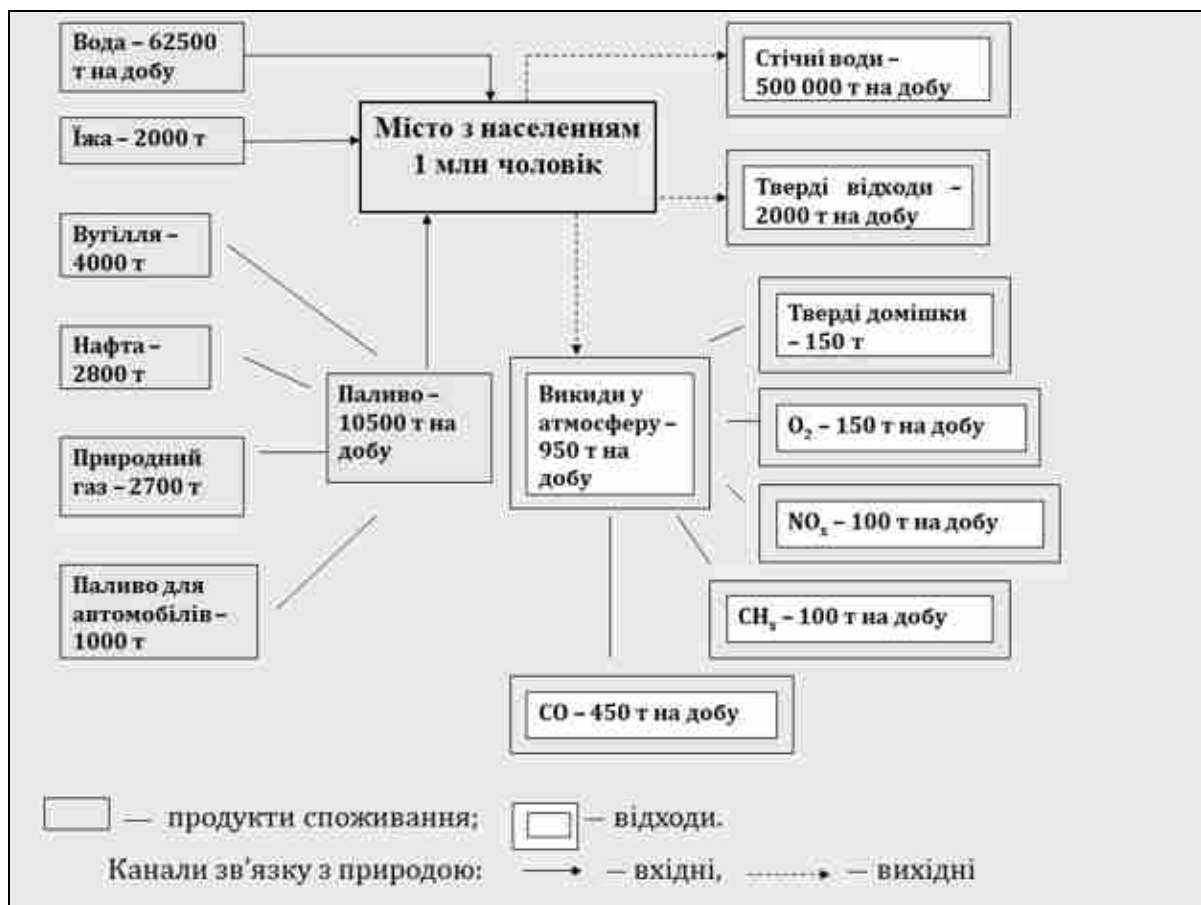 Вода – 62500
т на добу
Їжа – 2000 т
Місто з населенням
1 млн чоловік
Стічні води –
500 000 т на добу
Тверді відходи –
2000 т на добу
Вугілля –
4000 т
Нафта –
2800 т
Природний
газ – 2700 т
Паливо для
автомобілів –
1000 т
Паливо –
10500 т на
добу
Викиди у
атмосферу –
950 т на
добу
Тверді домішки
– 150 т
O₂ – 150 т на добу
NOₓ – 100 т на добу
CHₓ – 100 т на добу
CO – 450 т на добу
— продукти споживання;
— відходи.
Канали зв'язку з природою:
— вхідні,
— вихідні